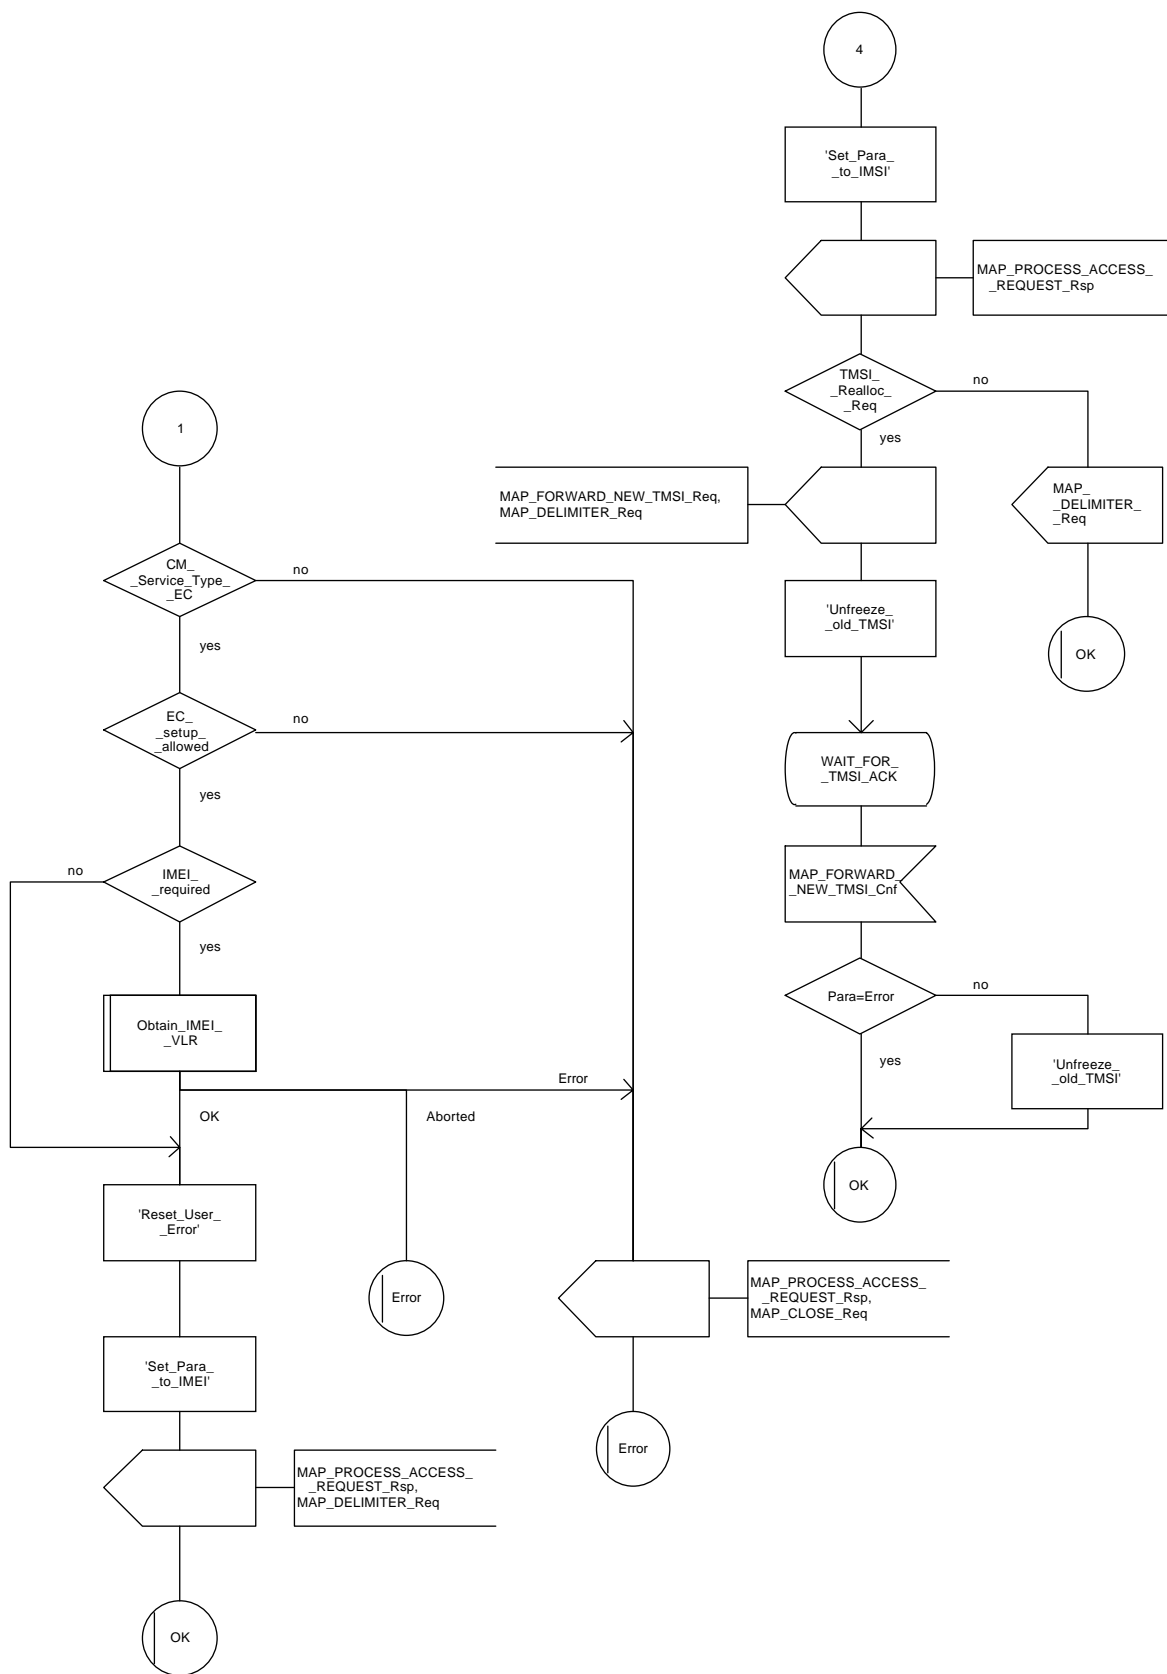 4
'Set_Para_
_to_IMSI'
MAP_PROCESS_ACCESS_
_REQUEST_Rsp
TMSI_
_Realloc_
_Req
no
yes
MAP_FORWARD_NEW_TMSI_Req,
MAP_DELIMITER_Req
MAP_
_DELIMITER_
_Req
'Unfreeze_
_old_TMSI'
OK
WAIT_FOR_
_TMSI_ACK
MAP_FORWARD_
_NEW_TMSI_Cnf
Para=Error
no
yes
'Unfreeze_
_old_TMSI'
OK
1
CM_
_Service_Type_
_EC
no
yes
EC_
_setup_
_allowed
no
yes
IMEI_
_required
no
yes
Obtain_IMEI_
_VLR
Error
OK
Aborted
'Reset_User_
_Error'
Error
MAP_PROCESS_ACCESS_
_REQUEST_Rsp,
MAP_CLOSE_Req
'Set_Para_
_to_IMEI'
Error
MAP_PROCESS_ACCESS_
_REQUEST_Rsp,
MAP_DELIMITER_Req
OK